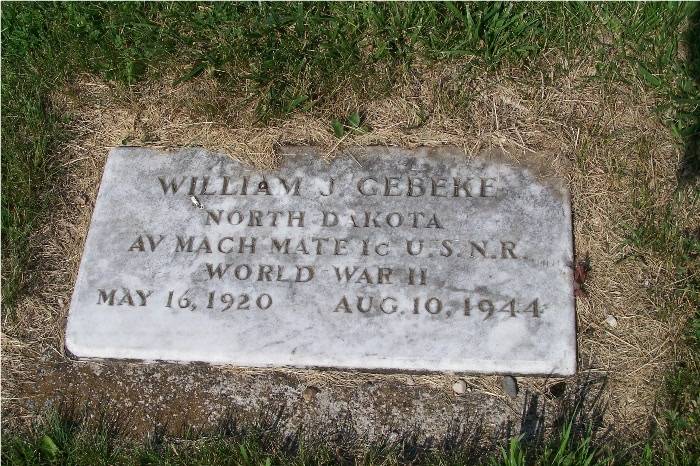 WILLIAM J GEBEKE
NORTH DAKOTA
AV MACH MATE 1C U.S.N.R.
WORLD WAR II
MAY 16, 1920 AUG. 10, 1944